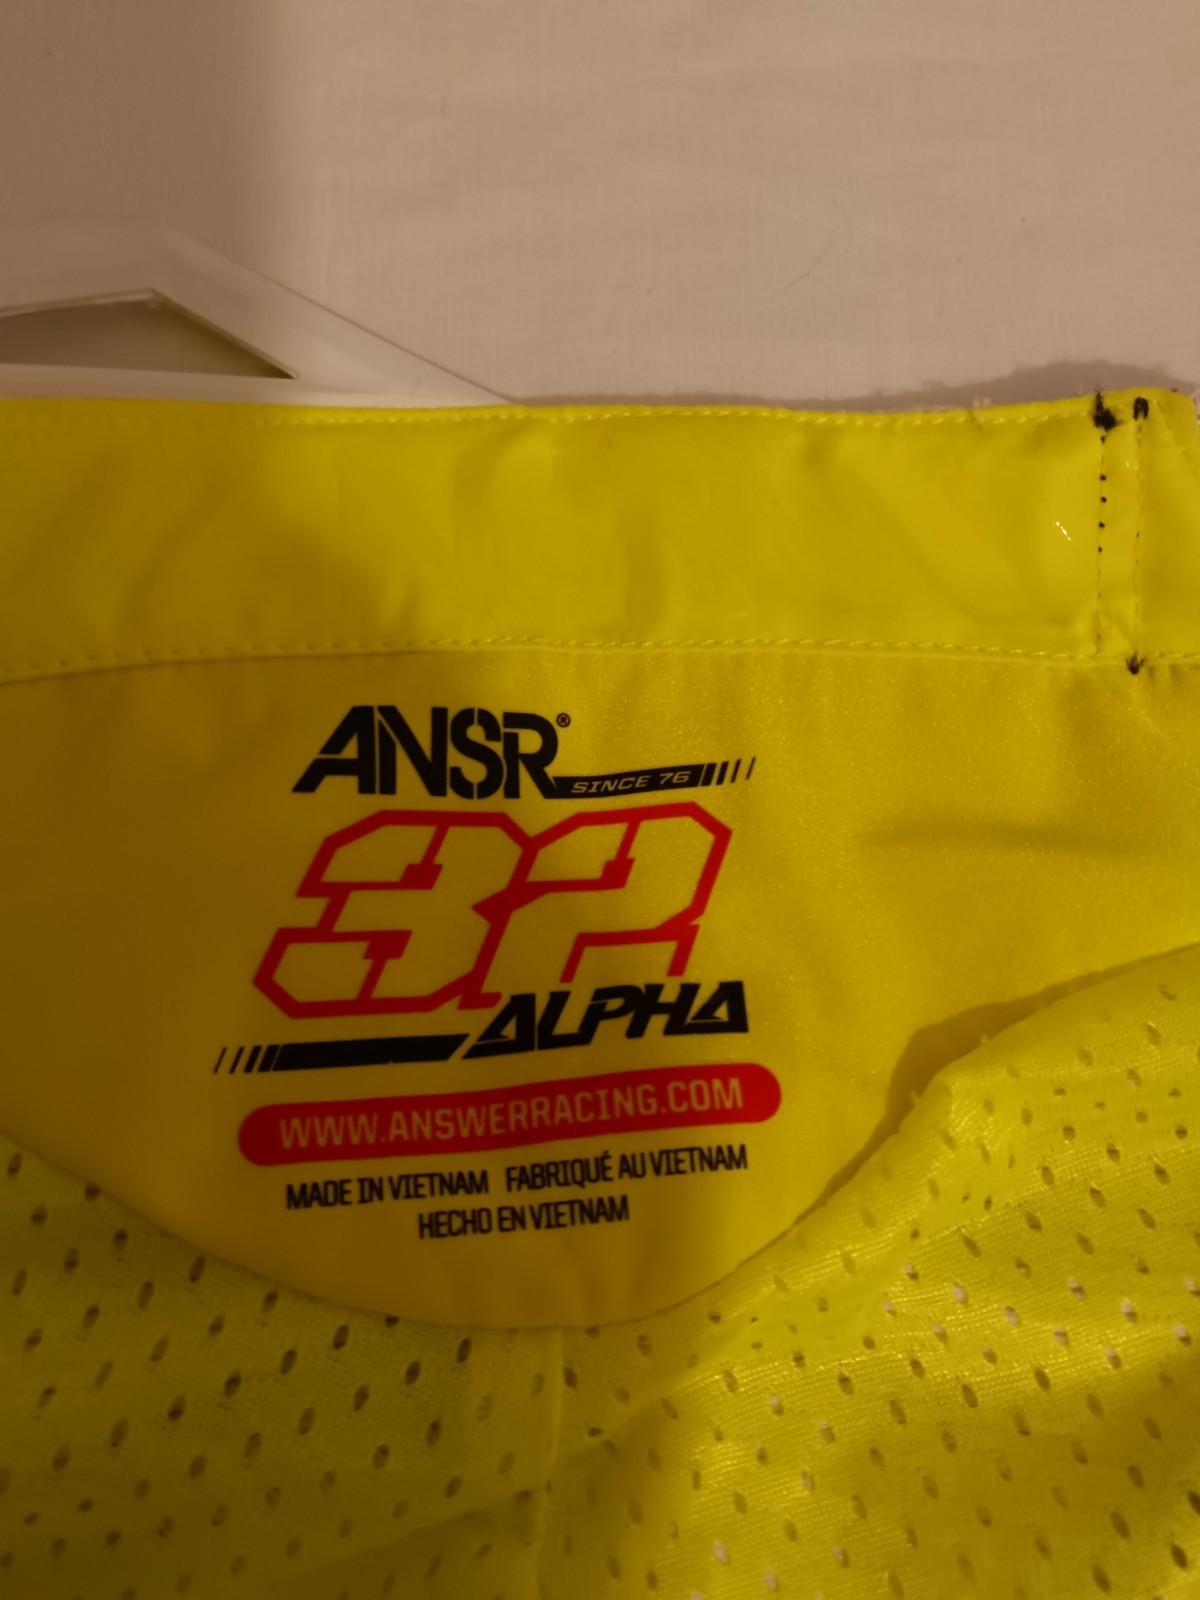 ANSR®
SINCE 76
32
ALPHA
WWW.ANSWERRACING.COM
MADE IN VIETNAM FABRIQUÉ AU VIETNAM
HECHO EN VIETNAM